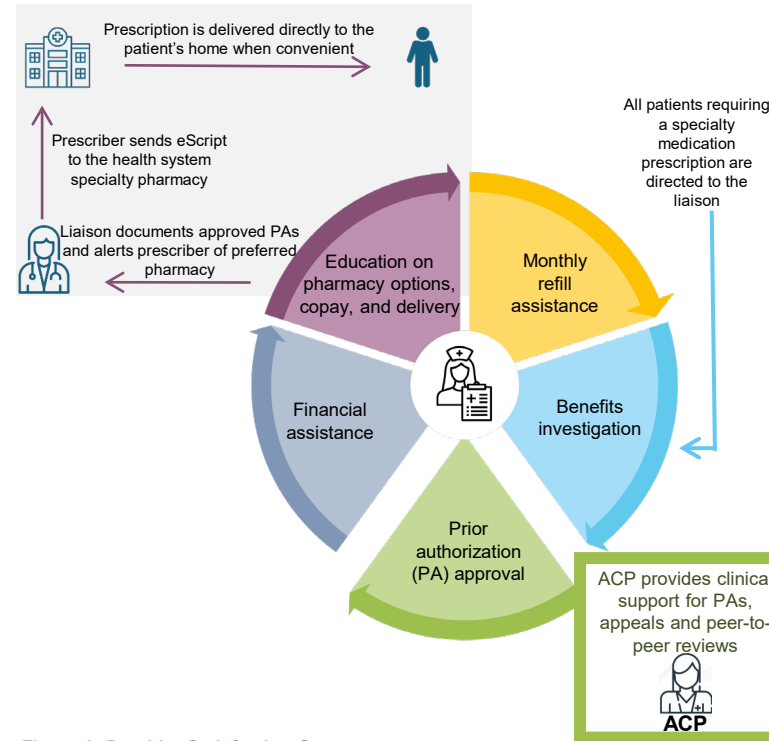 Prescription is delivered directly to the
patient's home when convenient
Prescriber sends eScript
to the health system
specialty pharmacy
Liaison documents approved PAs
and alerts prescriber of preferred
pharmacy
All patients requiring
a specialty
medication
prescription are
directed to the
liaison
Education on
pharmacy options,
copay, and delivery
Monthly
refill
assistance
Benefits
investigation
Prior
authorization
(PA) approval
Financial
assistance
ACP provides clinica
support for PAs,
appeals and peer-to-
peer reviews
ACP